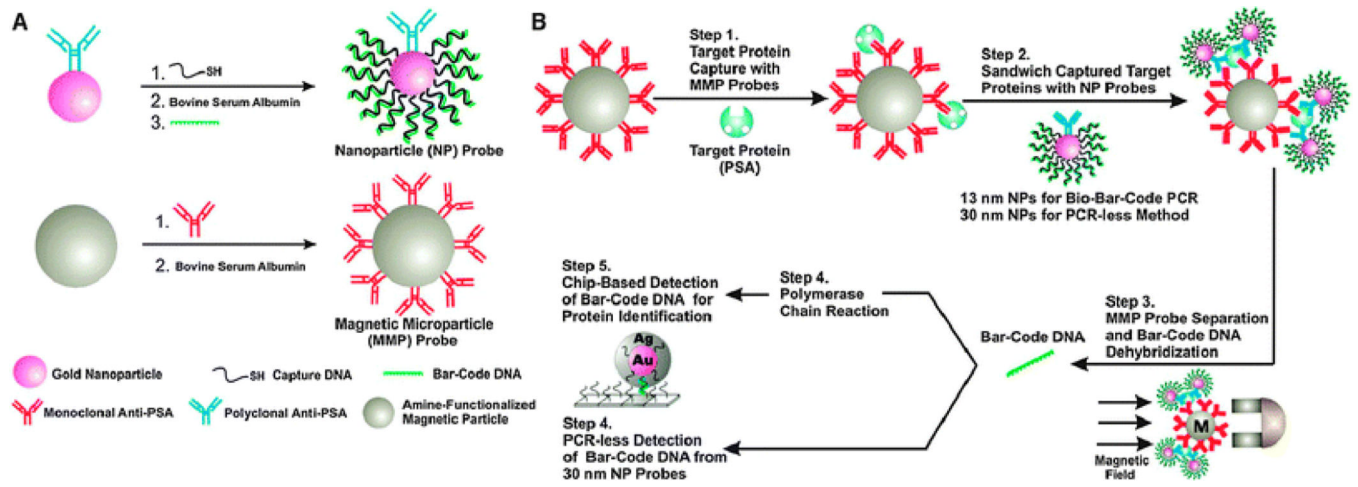 A
1. SH
2. Bovine Serum Albumin
3.
Nanoparticle (NP) Probe
1.
2. Bovine Serum Albumin
Magnetic Microparticle
(MMP) Probe
Gold Nanoparticle
SH Capture DNA
Bar-Code DNA
Monoclonal Anti-PSA
Polyclonal Anti-PSA
Amine-Functionalized
Magnetic Particle
B
Step 1.
Target Protein
Capture with
MMP Probes
Target Protein
(PSA)
Step 2.
Sandwich Captured Target
Proteins with NP Probes
13 nm NPs for Bio-Bar-Code PCR
30 nm NPs for PCR-less Method
Step 3.
MMP Probe Separation
and Bar-Code DNA
Dehybridization
M
Magnetic
Field
Bar-Code DNA
Step 4.
Polymerase
Chain Reaction
Step 5.
Chip-Based Detection
of Bar-Code DNA for
Protein Identification
Ag
Au
Step 4.
PCR-less Detection
of Bar-Code DNA from
30 nm NP Probes